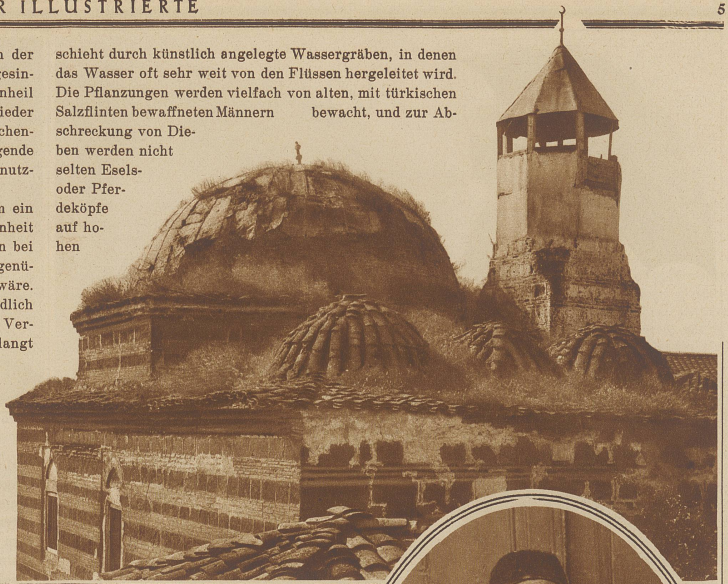 R ILLUSTRIERTE
5
n der
gesin-
nheil
ieder
chen-
gende
nutz-
n ein
nheit
n bei
genü-
wäre.
dlich
Ver-
langt
schieht durch künstlich angelegte Wassergräben, in denen
das Wasser oft sehr weit von den Flüssen hergeleitet wird.
Die Pflanzungen werden vielfach von alten, mit türkischen
Salzflinten bewaffneten Männern bewacht, und zur Ab-
schreckung von Die-
ben werden nicht
selten Esels-
oder Pfer-
deköpfe
auf ho-
hen